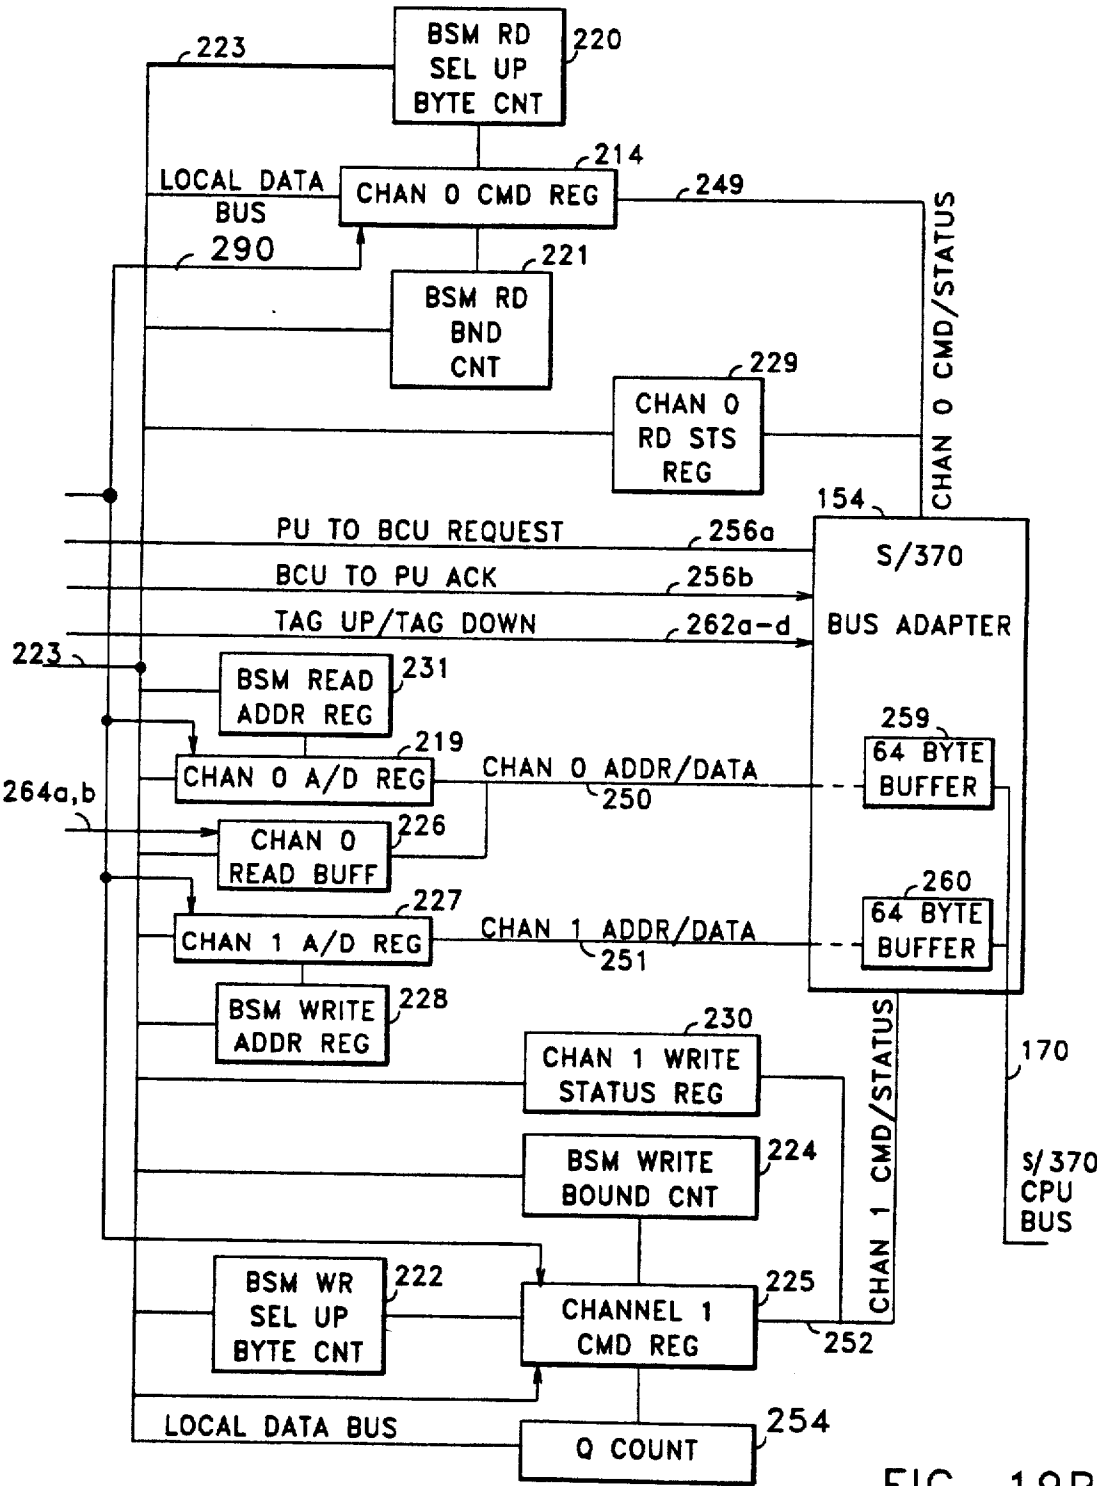 BSM RD
SEL UP
BYTE CNT
220
223
214
LOCAL DATA
BUS
CHAN 0 CMD REG
249
290
221
BSM RD
BND
CNT
CHAN 0 CMD/STATUS
229
CHAN 0
RD STS
REG
154
PU TO BCU REQUEST
256a
S/370
BCU TO PU ACK
256b
TAG UP/TAG DOWN
262a-d
BUS ADAPTER
223
231
BSM READ
ADDR REG
219
259
CHAN 0 A/D REG
CHAN 0 ADDR/DATA
250
64 BYTE
BUFFER
264a,b
226
CHAN 0
READ BUFF
227
260
CHAN 1 A/D REG
CHAN 1 ADDR/DATA
251
64 BYTE
BUFFER
228
BSM WRITE
ADDR REG
230
CHAN 1 WRITE
STATUS REG
170
CHAN 1 CMD/STATUS
224
BSM WRITE
BOUND CNT
S/370
CPU
BUS
222
BSM WR
SEL UP
BYTE CNT
225
CHANNEL 1
CMD REG
252
LOCAL DATA BUS
254
Q COUNT
FIG. 19B